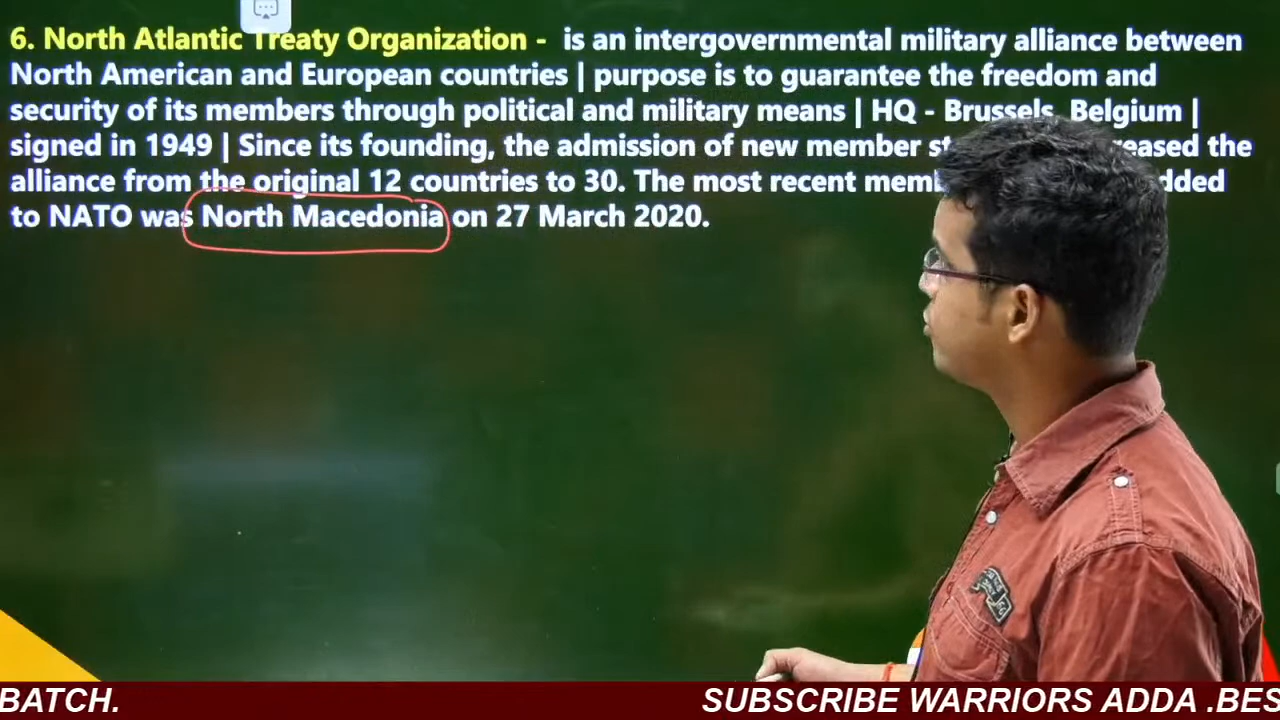 6. North Atlantic Treaty Organization - is an intergovernmental military alliance between
North American and European countries | purpose is to guarantee the freedom and
security of its members through political and military means | HQ - Brussels, Belgium |
signed in 1949 | Since its founding, the admission of new member reased the
alliance from the original 12 countries to 30. The most recent dded
to NATO was North Macedonia on 27 March 2020.
BATCH. SUBSCRIBE WARRIORS ADDA .BES